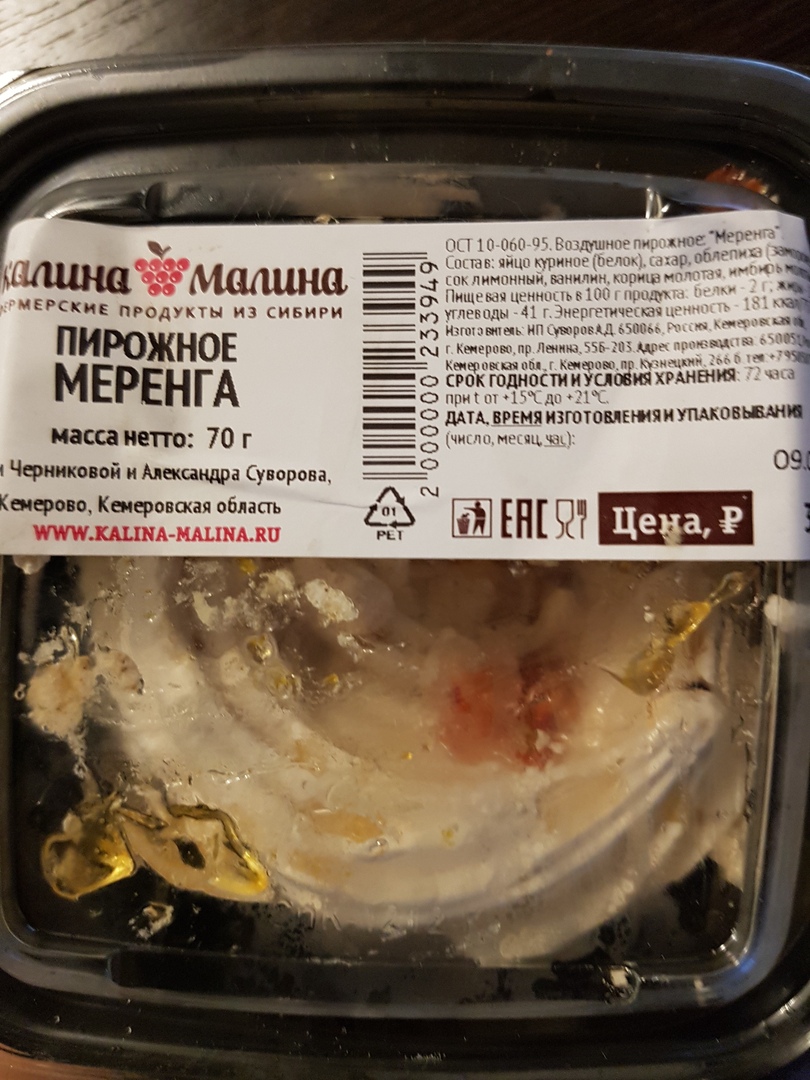 калина малина
ФЕРМЕРСКИЕ ПРОДУКТЫ ИЗ СИБИРИ
ПИРОЖНОЕ
МЕРЕНГА
масса нетто: 70 г
Черниковой и Александра Суворова,
Кемерово, Кемеровская область
WWW.KALINA-MALINA.RU
2 000000 233949
01
PET
ОСТ 10-060-95. Воздушное пирожное: "Меренга"
Состав: яйцо куриное (белок), сахар, облепиха
сок лимонный, ванилин, корица молотая, имбирь
Пищевая ценность в 100 г продукта: белки - 2 г;
углеводы - 41 г. Энергетическая ценность - 181 ккал
Изготовитель: ИП Суворов А.Д. 650066, Россия, Кемеровская
г. Кемерово, пр. Ленина, 55б-203. Адрес производства:
Кемеровская обл., г. Кемерово, пр. Кузнецкий, 266 б. тел:
СРОК ГОДНОСТИ И УСЛОВИЯ ХРАНЕНИЯ: 72 часа
при t от +15°С до +21°С.
ДАТА, ВРЕМЯ ИЗГОТОВЛЕНИЯ И УПАКОВЫВАНИЯ
(число, месяц, час):
09.
EAC
Цена, ₽